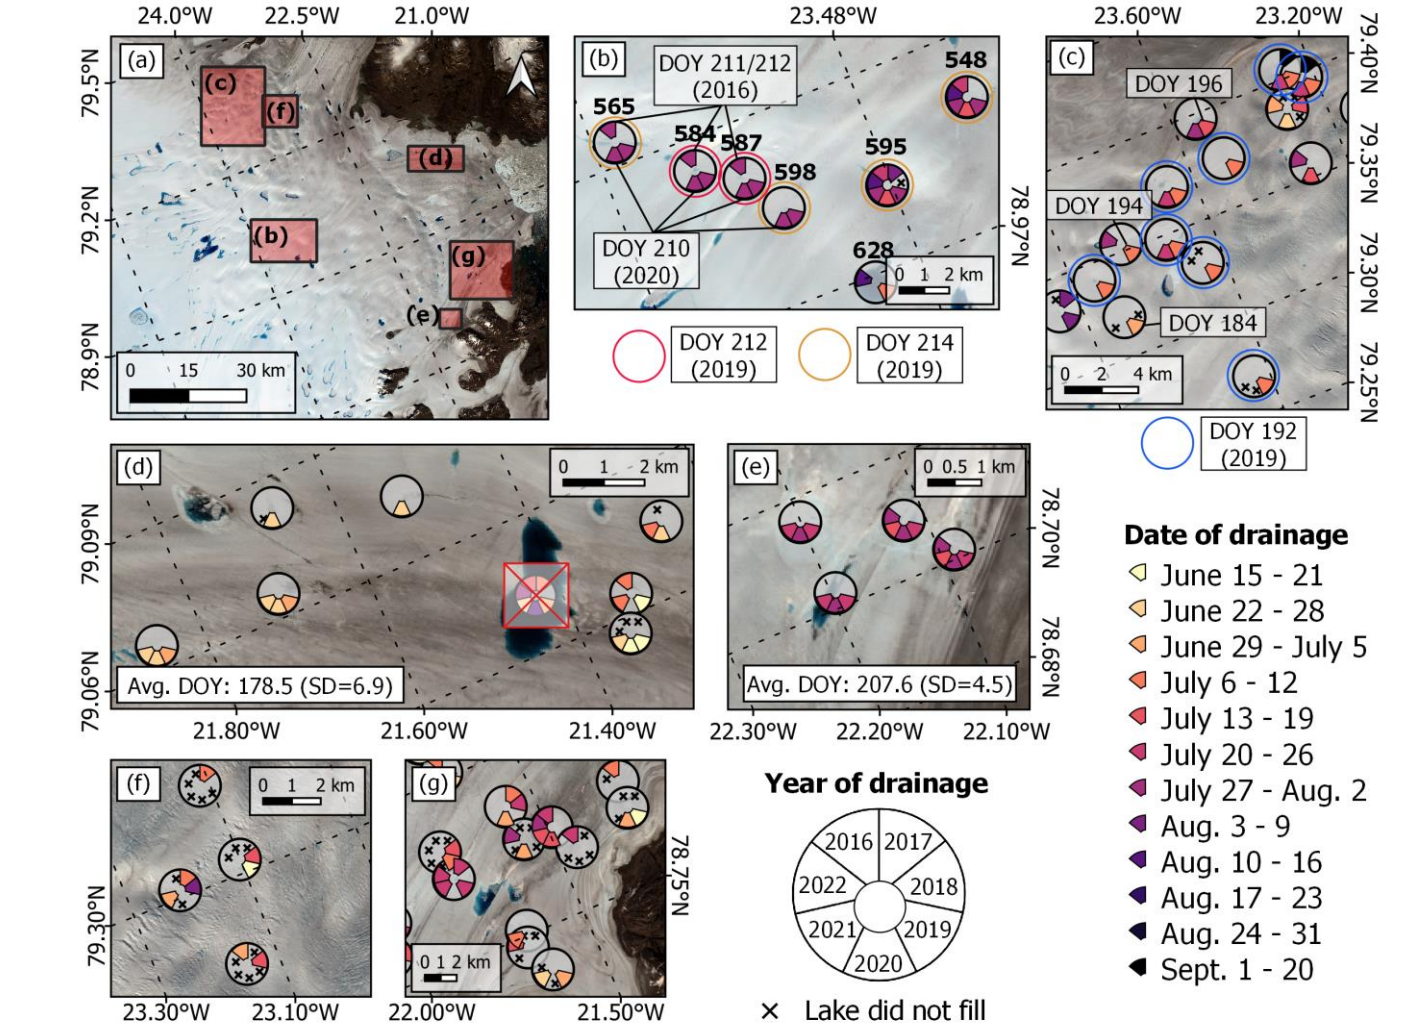 24.0°W 22.5°W 21.0°W
79.5°N
79.2°N
78.9°N
(a)
(c)
(f)
(d)
(b)
(g)
(e)
0 15 30 km
23.48°W
78.97°N
(b)
DOY 211/212
(2016)
548
565
584
587
595
598
628
DOY 210
(2020)
0 1 2 km
DOY 212
(2019)
DOY 214
(2019)
23.60°W 23.20°W
79.40°N
79.35°N
79.30°N
79.25°N
(c)
DOY 196
DOY 194
DOY 184
0 2 4 km
DOY 192
(2019)
(d)
0 1 2 km
79.09°N
79.06°N
Avg. DOY: 178.5 (SD=6.9)
21.80°W 21.60°W 21.40°W
(e)
0 0.5 1 km
78.70°N
78.68°N
Avg. DOY: 207.6 (SD=4.5)
22.30°W 22.20°W 22.10°W
(f)
0 1 2 km
79.30°N
23.30°W 23.10°W
(g)
78.75°N
0 1 2 km
22.00°W 21.50°W
Year of drainage
2016 2017
2022 2018
2021 2019
2020
× Lake did not fill
Date of drainage
June 15 - 21
June 22 - 28
June 29 - July 5
July 6 - 12
July 13 - 19
July 20 - 26
July 27 - Aug. 2
Aug. 3 - 9
Aug. 10 - 16
Aug. 17 - 23
Aug. 24 - 31
Sept. 1 - 20